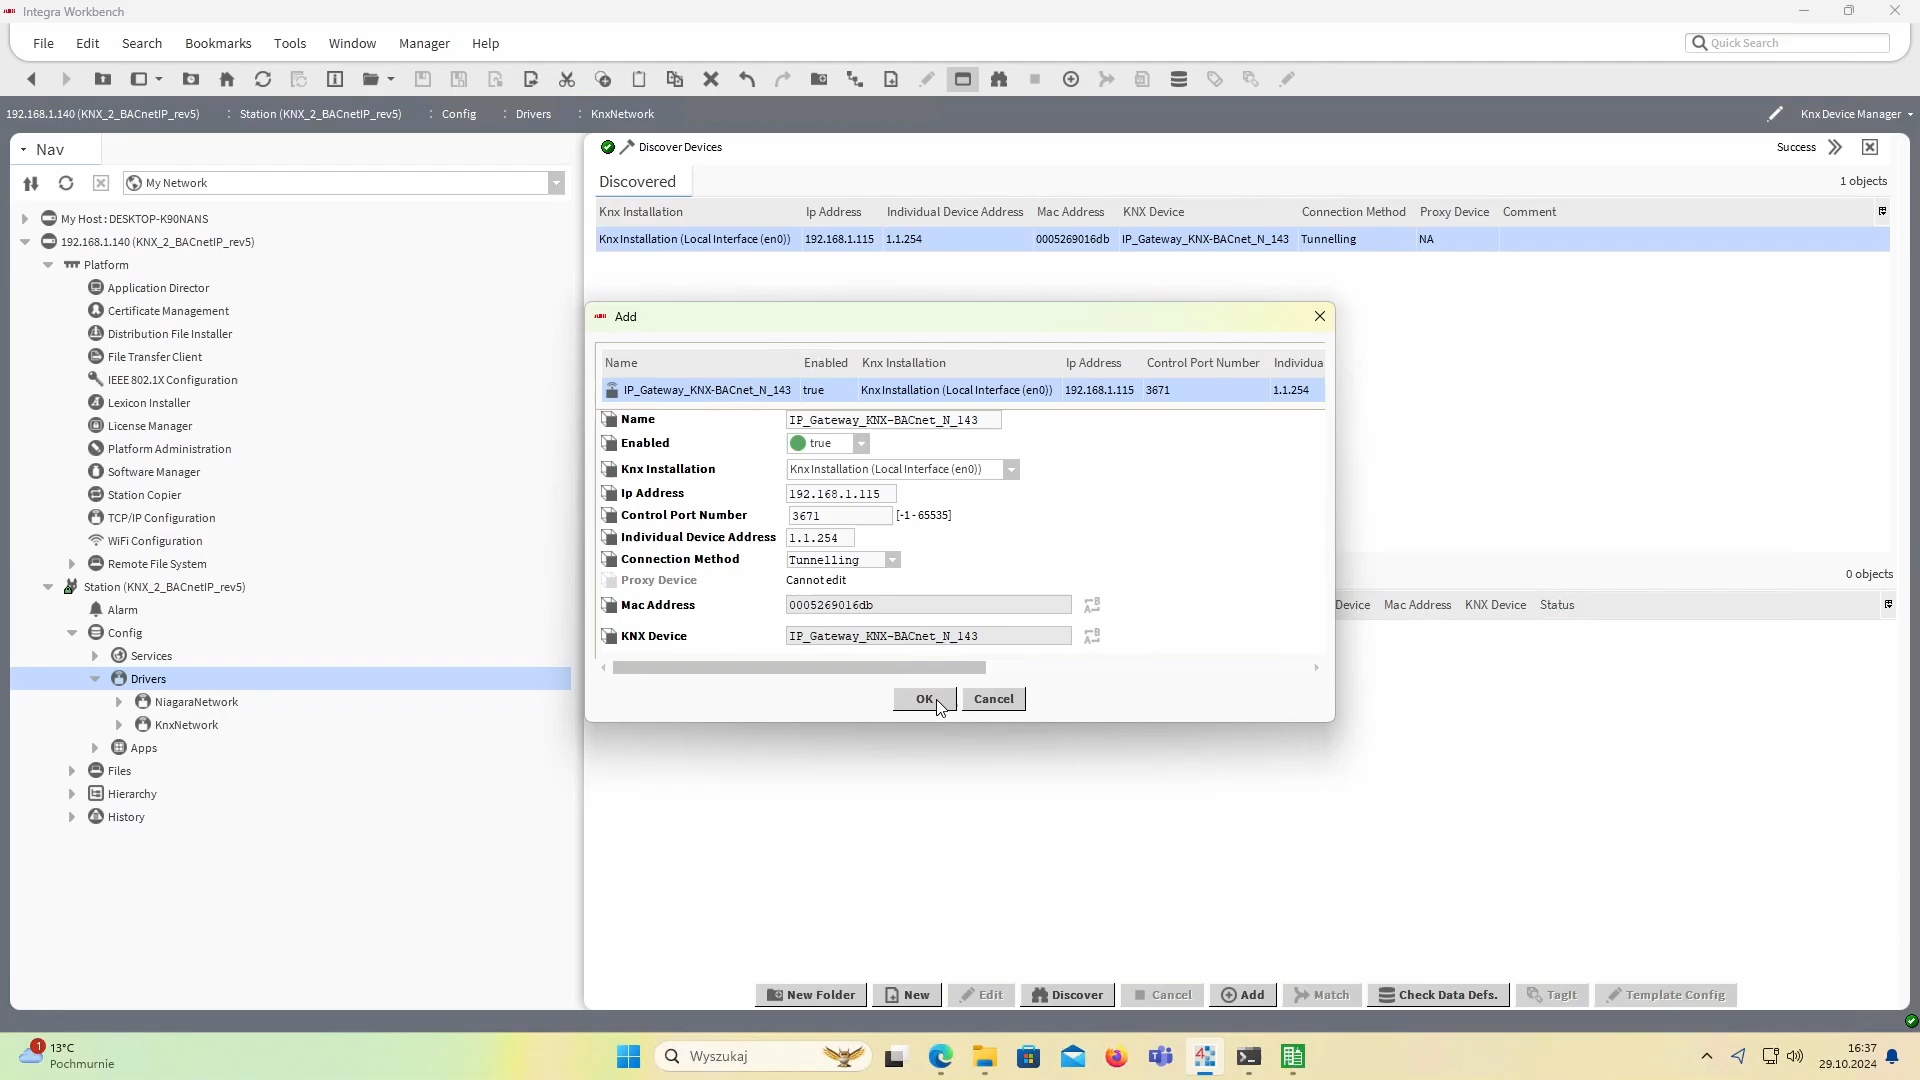 Integra Workbench
File Edit Search Bookmarks Tools Window Manager Help
Quick Search
192.168.1.140 (KNX_2_BACnetIP_rev5) : Station (KNX_2_BACnetIP_rev5) : Config : Drivers : KnxNetwork
Knx Device Manager
Nav
My Network
My Host : DESKTOP-K90NANS
192.168.1.140 (KNX_2_BACnetIP_rev5)
Platform
Application Director
Certificate Management
Distribution File Installer
File Transfer Client
IEEE 802.1X Configuration
Lexicon Installer
License Manager
Platform Administration
Software Manager
Station Copier
TCP/IP Configuration
WiFi Configuration
Remote File System
Station (KNX_2_BACnetIP_rev5)
Alarm
Config
Services
Drivers
NiagaraNetwork
KnxNetwork
Apps
Files
Hierarchy
History
Discover Devices
Success
Discovered
1 objects
Knx Installation Ip Address Individual Device Address Mac Address KNX Device Connection Method Proxy Device Comment
Knx Installation (Local Interface (en0)) 192.168.1.115 1.1.254 0005269016db IP_Gateway_KNX-BACnet_N_143 Tunnelling NA
Add
Name Enabled Knx Installation Ip Address Control Port Number Individua
IP_Gateway_KNX-BACnet_N_143 true Knx Installation (Local Interface (en0)) 192.168.1.115 3671 1.1.254
Name IP_Gateway_KNX-BACnet_N_143
Enabled true
Knx Installation Knx Installation (Local Interface (en0))
Ip Address 192.168.1.115
Control Port Number 3671 [-1 - 65535]
Individual Device Address 1.1.254
Connection Method Tunnelling
Proxy Device Cannot edit
Mac Address 0005269016db
KNX Device IP_Gateway_KNX-BACnet_N_143
OK Cancel
0 objects
Device Mac Address KNX Device Status
New Folder New Edit Discover Cancel Add Match Check Data Defs. TagIt Template Config
1
13°C
Pochmurnie
Wyszukaj
16:37
29.10.2024